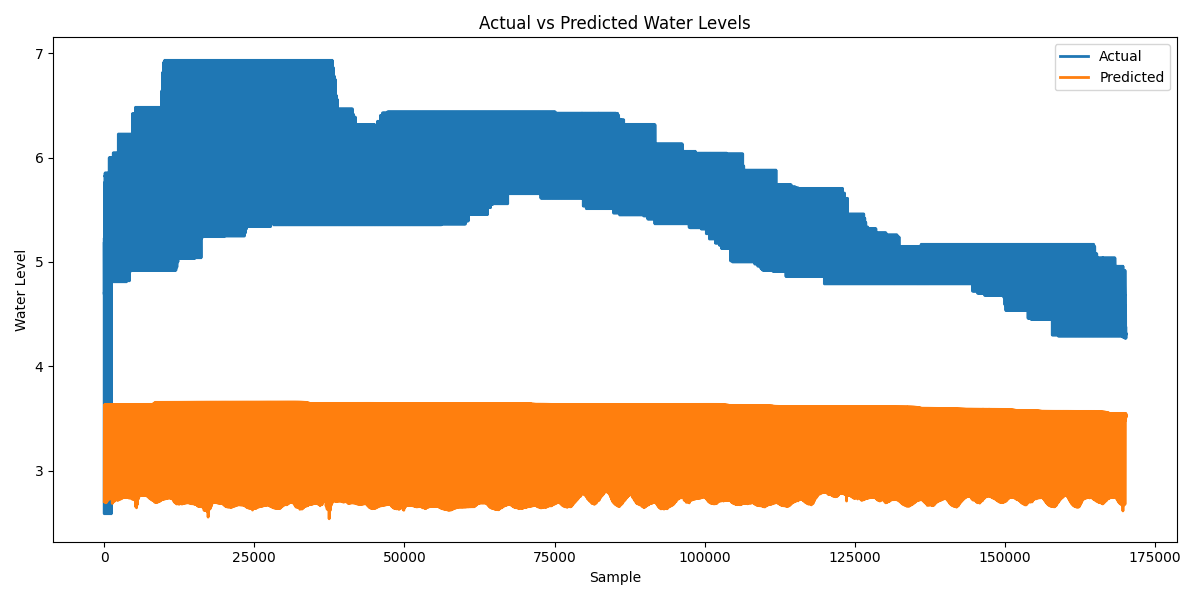 Actual vs Predicted Water Levels
Actual
Predicted
7
6
5
4
3
Water Level
0
25000
50000
75000
100000
125000
150000
175000
Sample